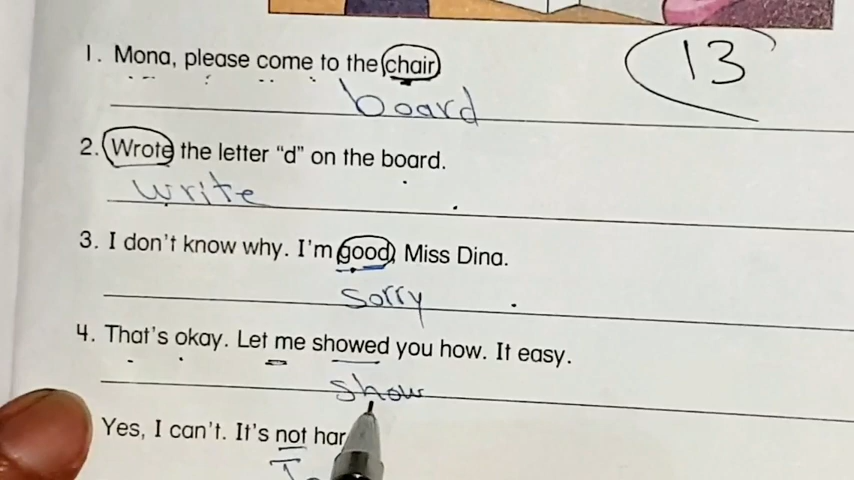 1. Mona, please come to the chair
13
board
2. Wrote the letter “d” on the board.
write
3. I don't know why. I'm good, Miss Dina.
sorry
4. That's okay. Let me showed you how. It easy.
show
Yes, I can't. It's not har